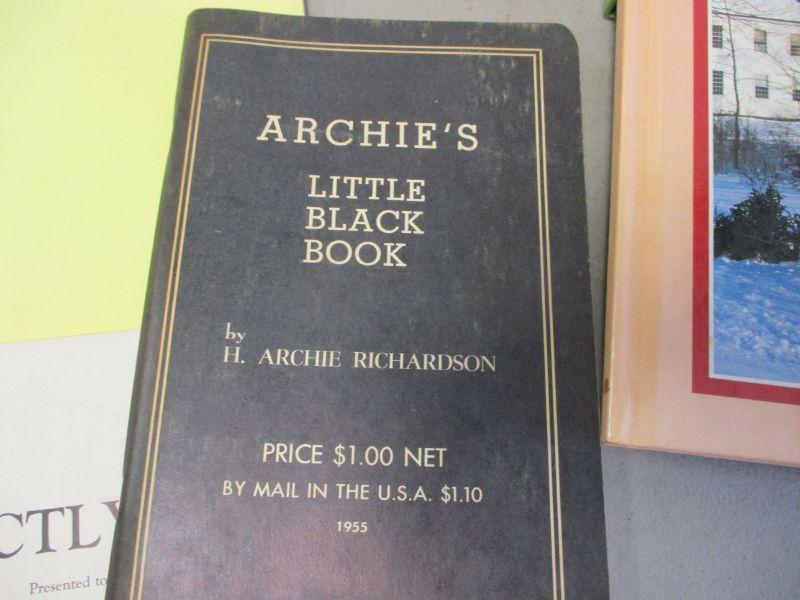 ARCHIE'S
LITTLE
BLACK
BOOK
by
H. ARCHIE RICHARDSON
PRICE $1.00 NET
BY MAIL IN THE U.S.A. $1.10
1955
CTLY
Presented to